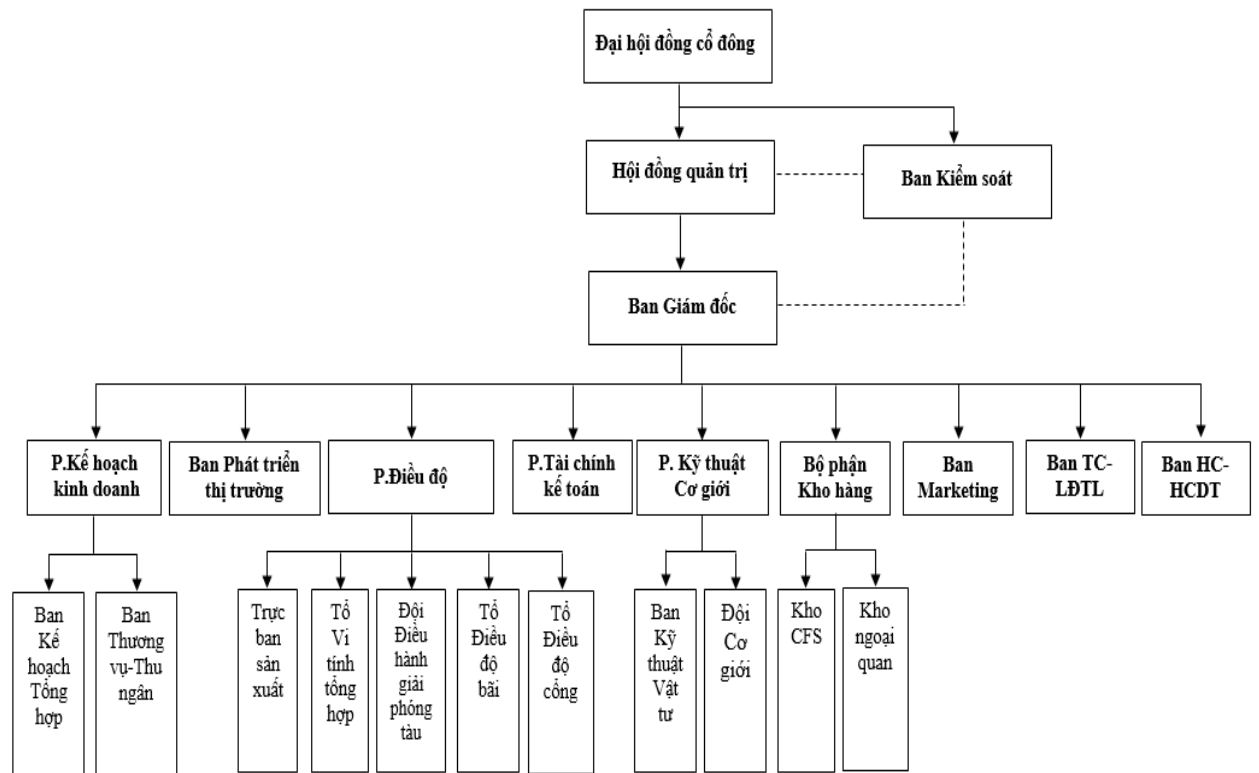 Đại hội đồng cổ đông
Hội đồng quản trị
Ban Kiểm soát
Ban Giám đốc
P.Kế hoạch
kinh doanh
Ban Phát triển
thị trường
P.Điều độ
P.Tài chính
kế toán
P. Kỹ thuật
Cơ giới
Bộ phận
Kho hàng
Ban
Marketing
Ban TC-
LĐTL
Ban HC-
HCDT
Ban
Kế
hoạch
Tổng
hợp
Ban
Thương
vụ-Thu
ngân
Trực
ban
sản
xuất
Tổ
Vi
tính
tổng
hợp
Đội
Điều
hành
giải
phóng
tàu
Tổ
Điều
độ
bãi
Tổ
Điều
độ
cổng
Ban
Kỹ
thuật
Vật
tư
Đội
Cơ
giới
Kho
CFS
Kho
ngoại
quan